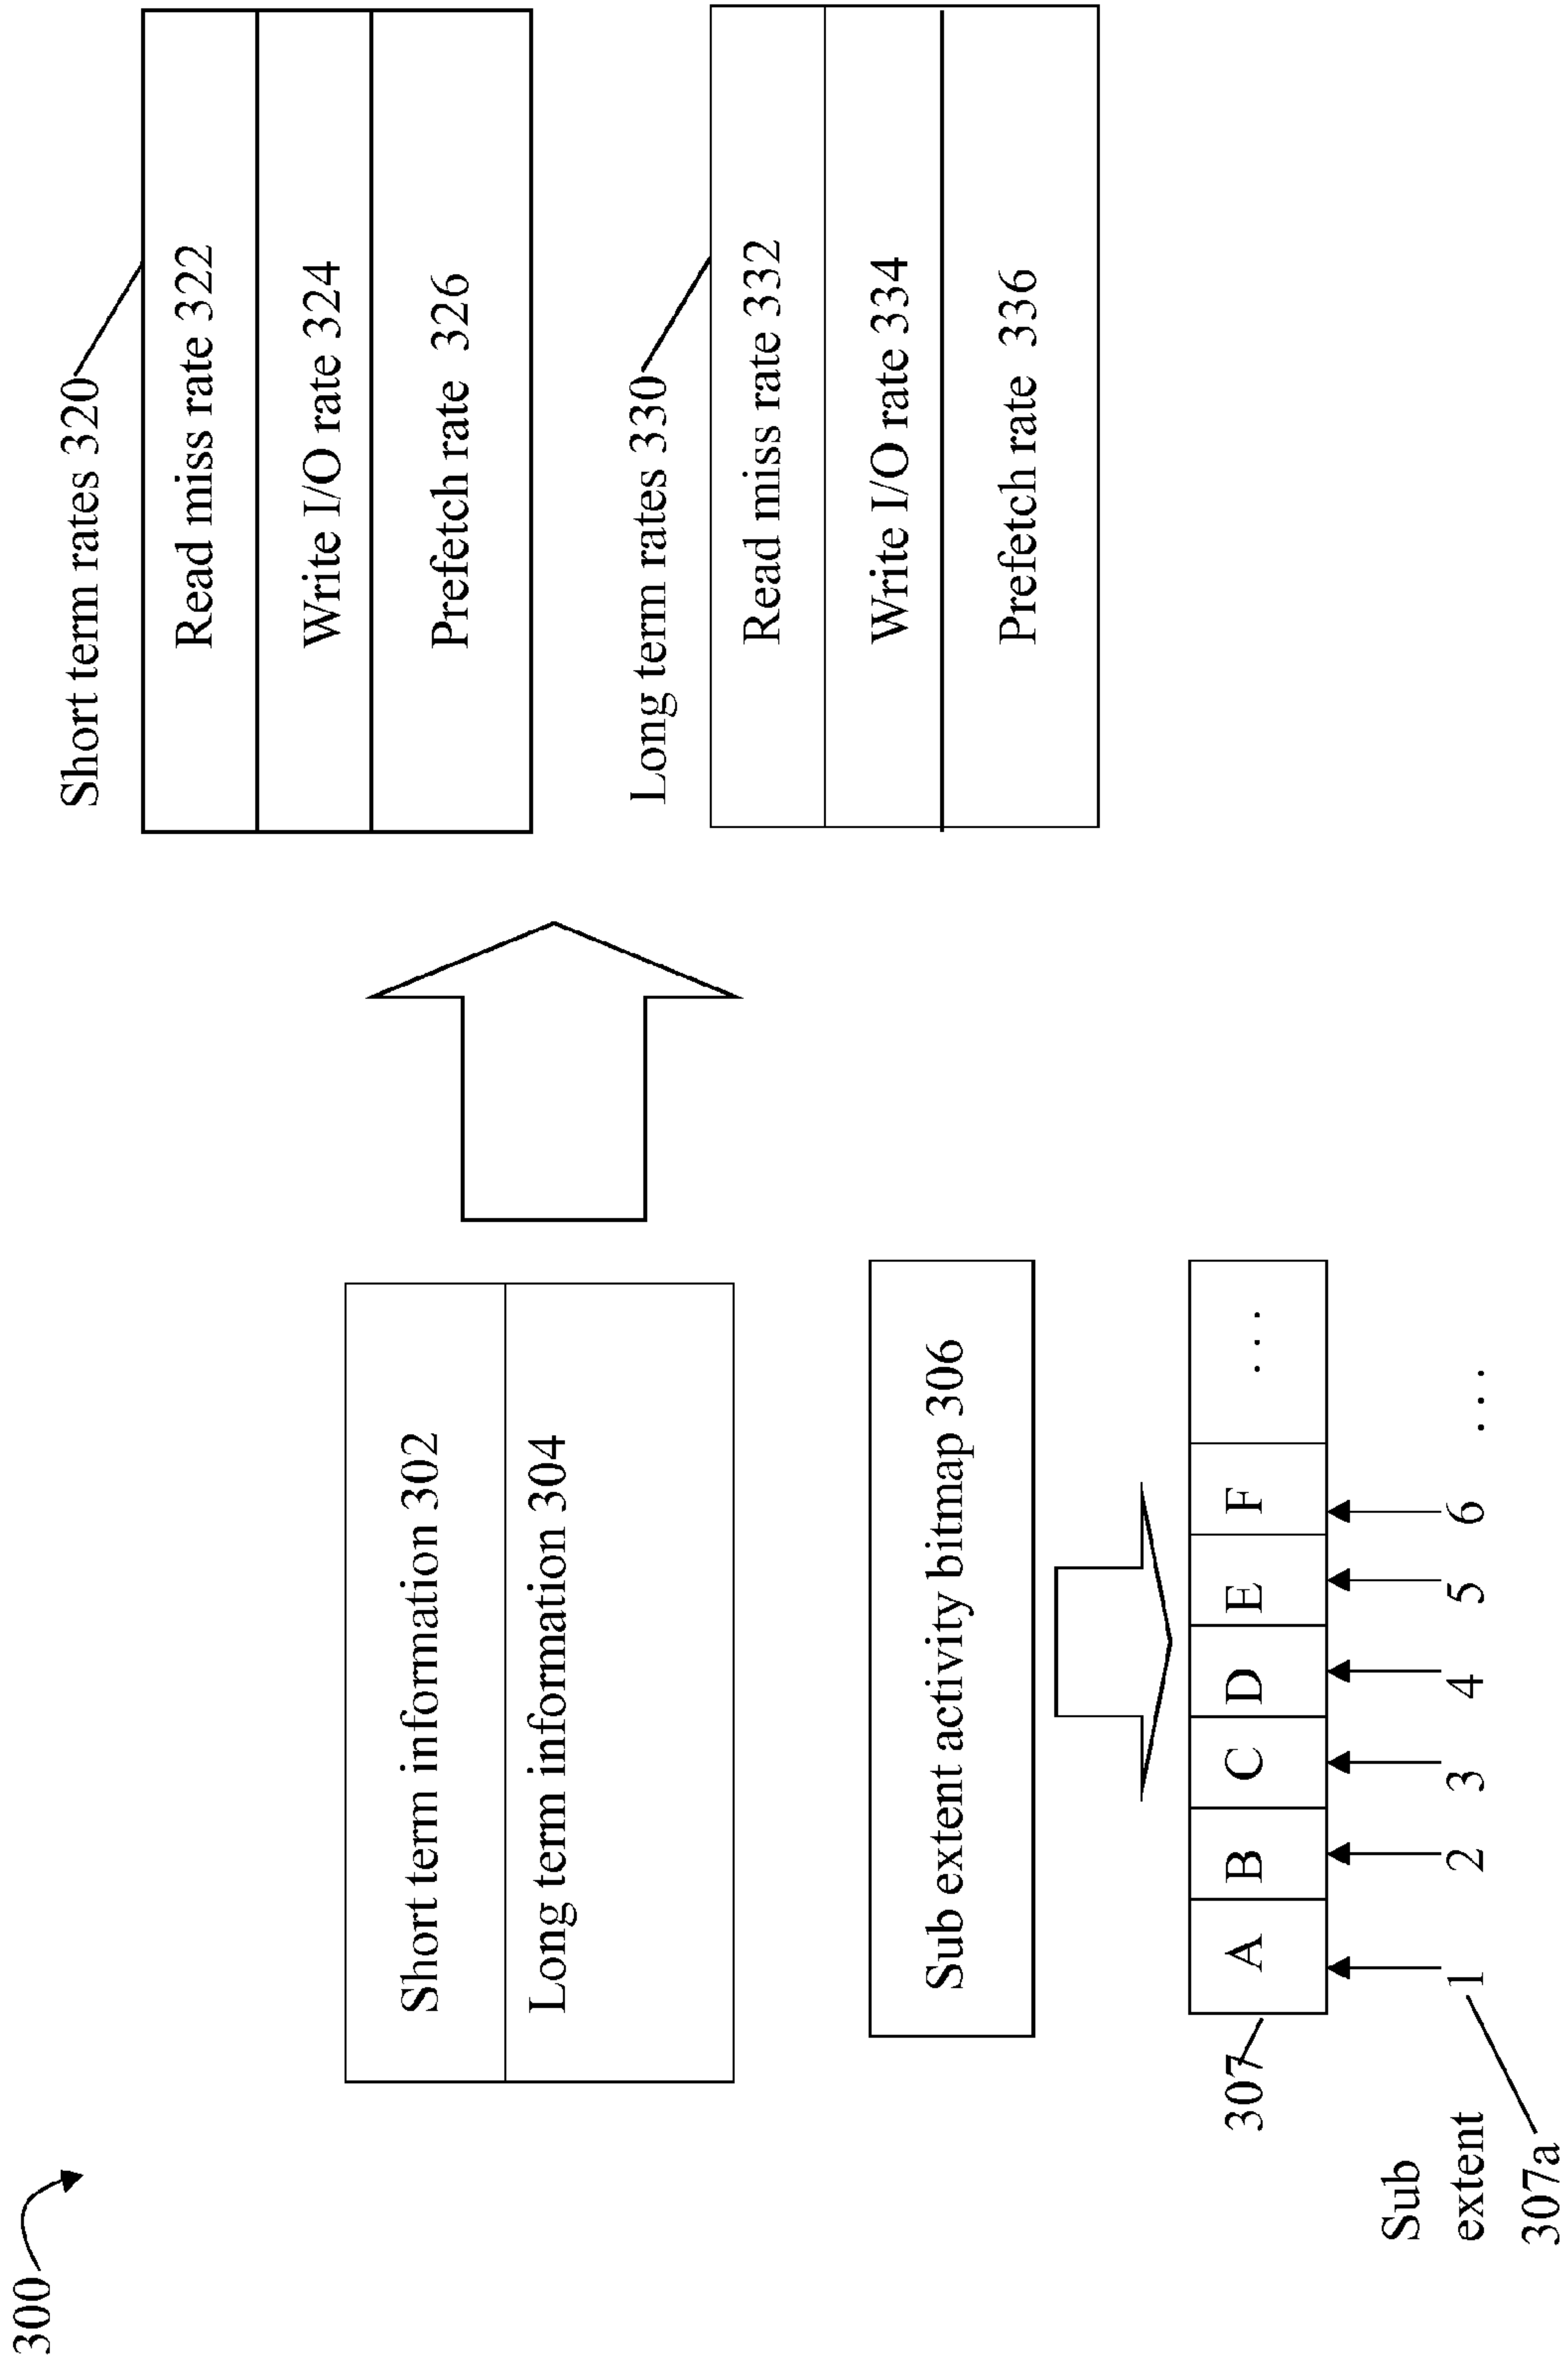 300
Short term rates 320
Read miss rate 322
Write I/O rate 324
Prefetch rate 326
Short term information 302
Long term information 304
Long term rates 330
Read miss rate 332
Write I/O rate 334
Prefetch rate 336
Sub extent activity bitmap 306
307 A B C D E F ...
Sub
extent 1 2 3 4 5 6 ...
307a